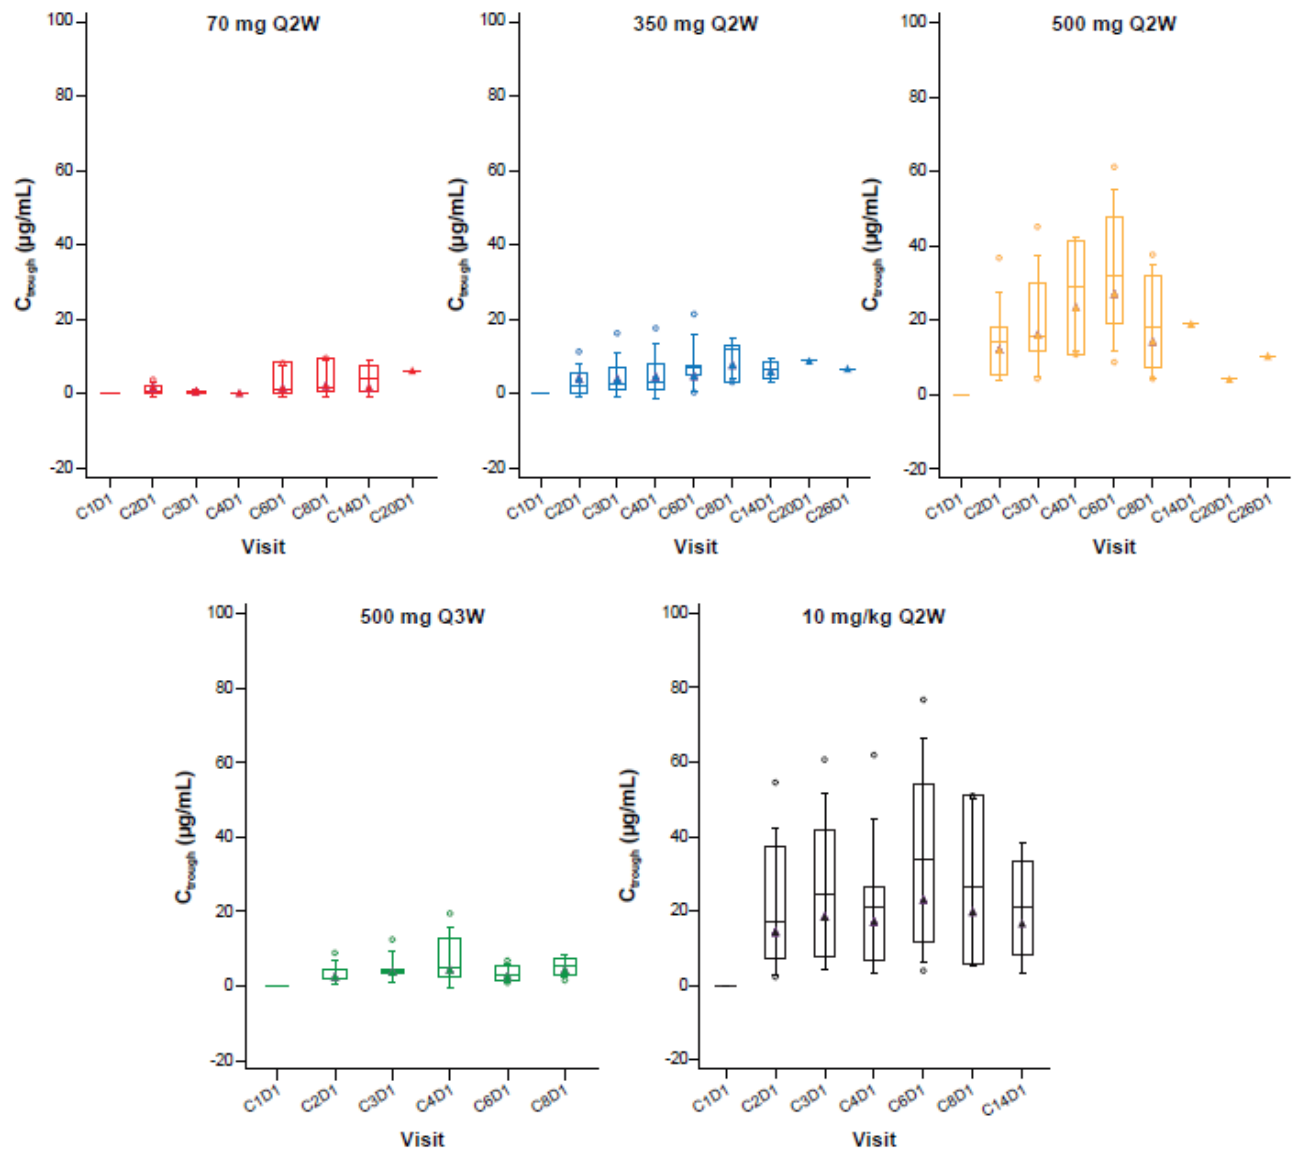 70 mg Q2W
100
80
60
40
20
0
-20
Ctrough (µg/mL)
C1D1 C2D1 C3D1 C4D1 C6D1 C8D1 C14D1 C20D1
Visit
350 mg Q2W
100
80
60
40
20
0
-20
Ctrough (µg/mL)
C1D1 C2D1 C3D1 C4D1 C6D1 C8D1 C14D1 C20D1 C26D1
Visit
500 mg Q2W
100
80
60
40
20
0
-20
Ctrough (µg/mL)
C1D1 C2D1 C3D1 C4D1 C6D1 C8D1 C14D1 C20D1 C26D1
Visit
500 mg Q3W
100
80
60
40
20
0
-20
Ctrough (µg/mL)
C1D1 C2D1 C3D1 C4D1 C6D1 C8D1
Visit
10 mg/kg Q2W
100
80
60
40
20
0
-20
Ctrough (µg/mL)
C1D1 C2D1 C3D1 C4D1 C6D1 C8D1 C14D1
Visit